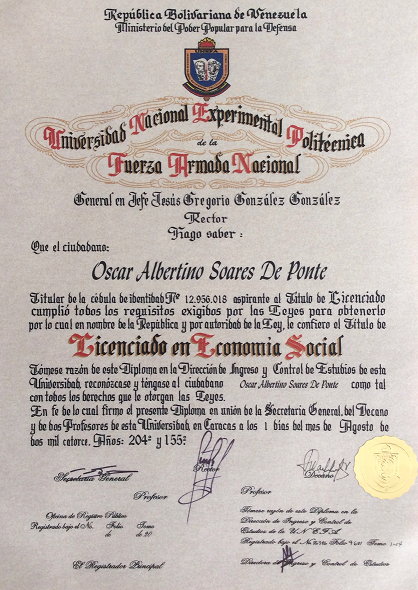 República Bolivariana de Venezuela
Ministerio del Poder Popular para la Defensa
Universidad Nacional Experimental Politécnica
de la
Fuerza Armada Nacional
General en Jefe Jesús Gregorio González González
Rector
Hago saber :
Que el ciudadano:
Oscar Albertino Soares De Ponte
Titular de la cédula de identidad Nº 12.956.018 aspirante al Título de Licenciado
cumplió todos los requisitos exigidos por las Leyes para obtenerlo
por lo cual en nombre de la República y por autoridad de la Ley, le confiero el Título de
Licenciado en Economía Social
Tómese razón de este Diploma en la Dirección de Ingreso y Control de Estudios de esta
Universidad, reconózcase y téngase al ciudadano Oscar Albertino Soares De Ponte como tal
con todos los derechos que le otorgan las Leyes.
En fe de lo cual firmo el presente Diploma en unión de la Secretaria General, del Decano
y de dos Profesores de esta Universidad, en Caracas a los 1 días del mes de Agosto de
dos mil catorce. Años: 204º y 155º
Secretaria General
Rector
Decano
Profesor
Profesor
Oficina de Registro Público
Registrado bajo el No. Folio Tomo
de de 20
El Registrador Principal
Tómese razón de este Diploma en la
Dirección de Ingreso y Control de
Estudios de la U N E F A
Registrado bajo el No Folio Tomo
Director de Ingreso y Control de Estudios